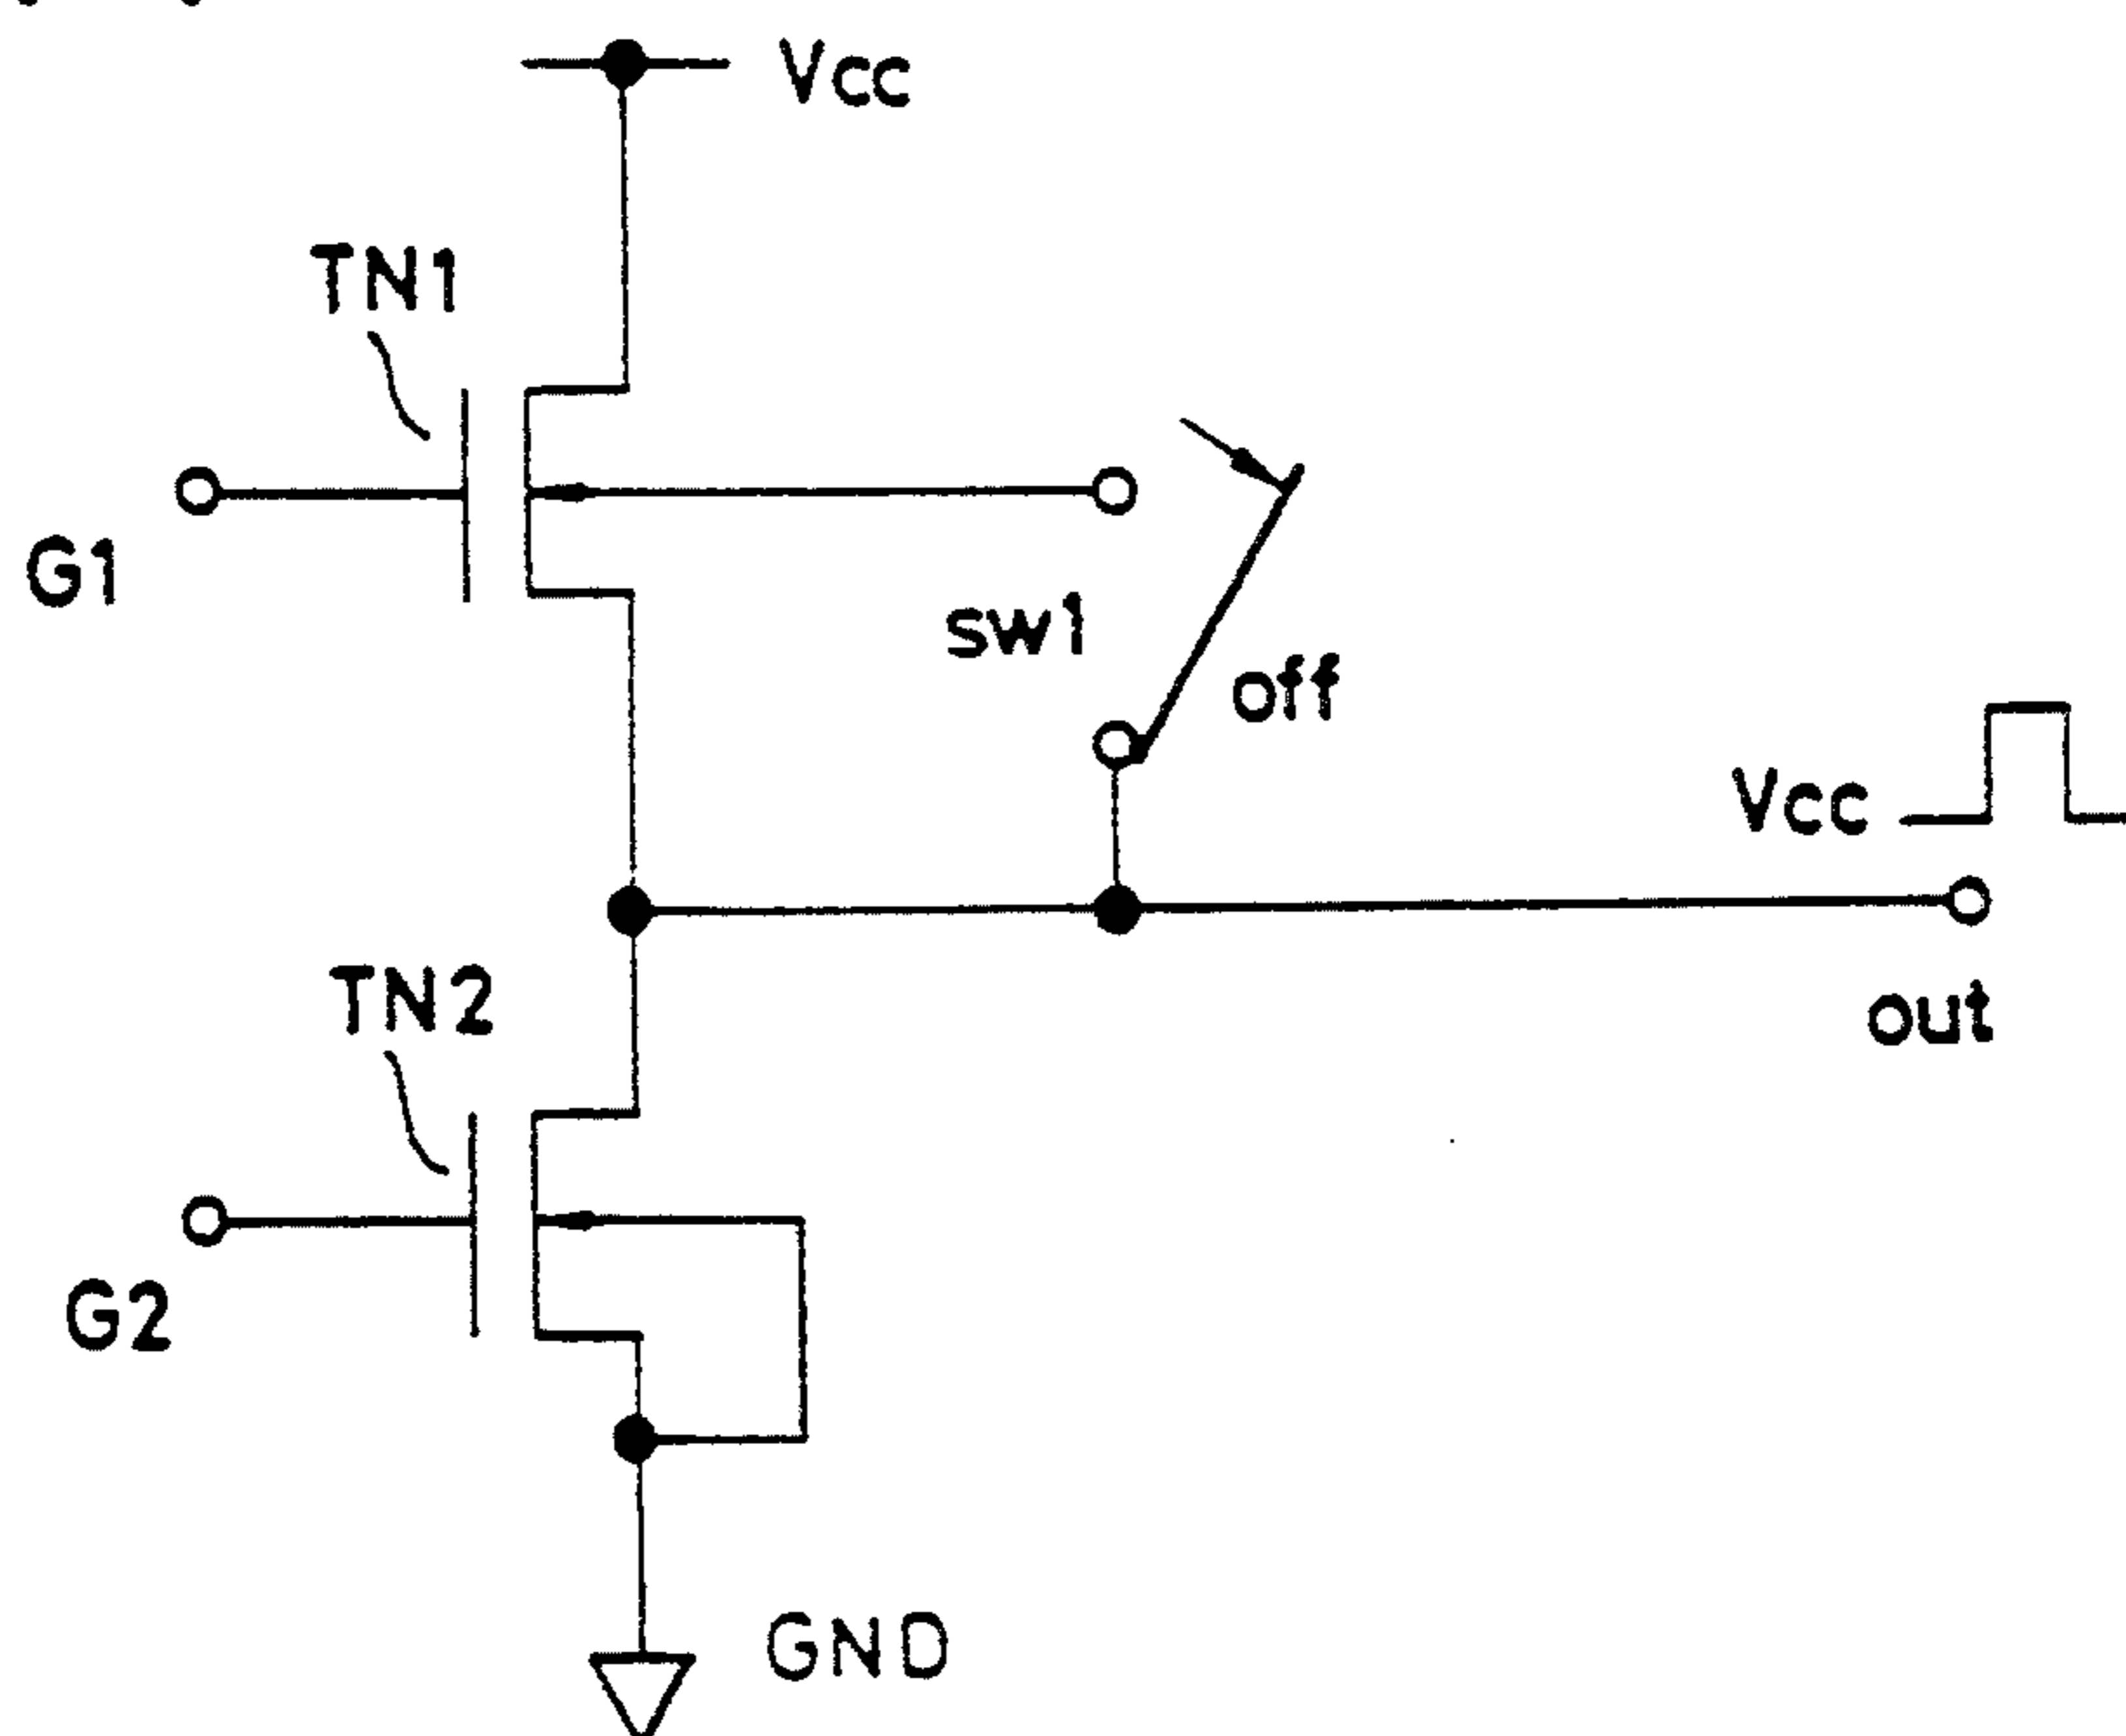 Vcc
TN1
G1
sw1
off
Vcc
out
TN2
G2
GND